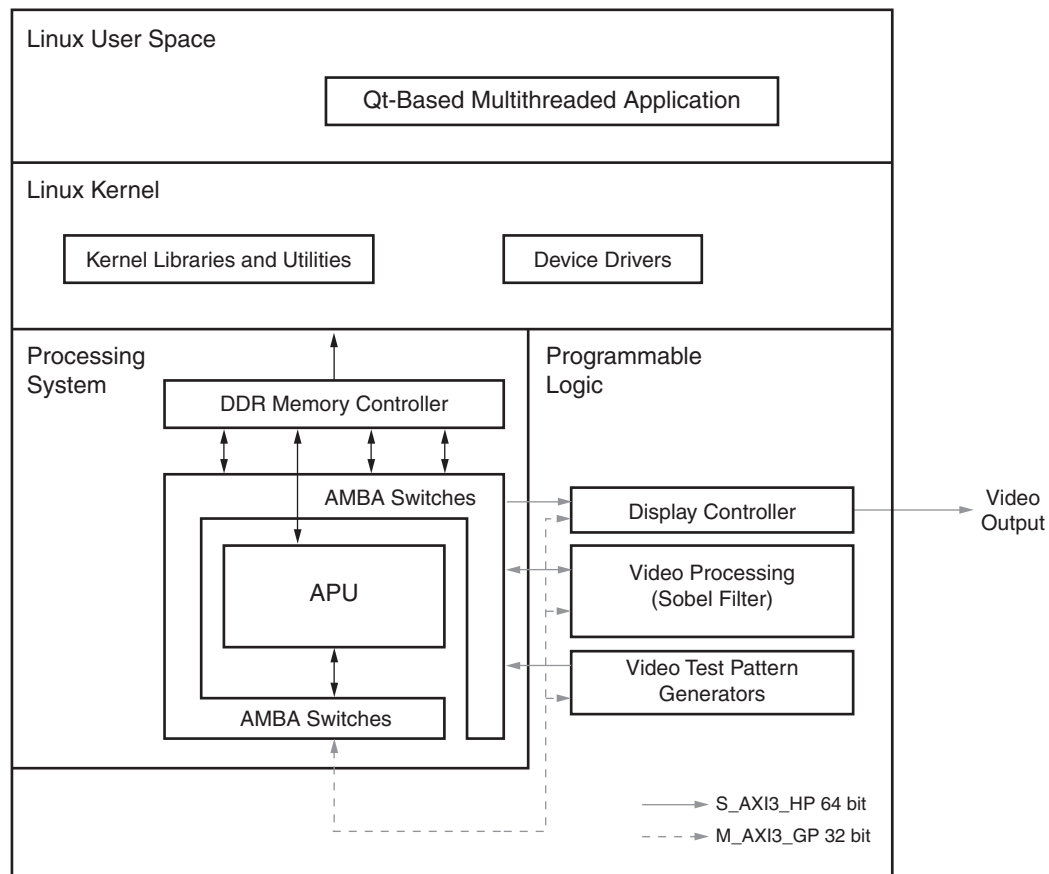 Linux User Space
Qt-Based Multithreaded Application
Linux Kernel
Kernel Libraries and Utilities
Device Drivers
Processing
System
DDR Memory Controller
AMBA Switches
APU
AMBA Switches
Programmable
Logic
Display Controller
Video
Output
Video Processing
(Sobel Filter)
Video Test Pattern
Generators
S_AXI3_HP 64 bit
M_AXI3_GP 32 bit